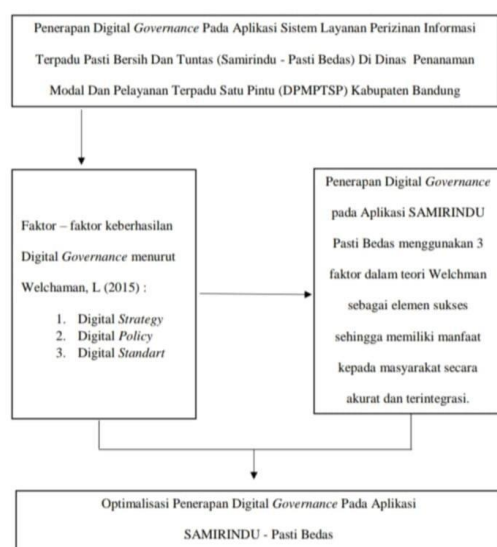 Penerapan Digital Governance Pada Aplikasi Sistem Layanan Perizinan Informasi
Terpadu Pasti Bersih Dan Tuntas (Samirindu - Pasti Bedas) Di Dinas Penanaman
Modal Dan Pelayanan Terpadu Satu Pintu (DPMPTSP) Kabupaten Bandung
Faktor – faktor keberhasilan
Digital Governance menurut
Welchaman, L (2015) :
1. Digital Strategy
2. Digital Policy
3. Digital Standart
Penerapan Digital Governance
pada Aplikasi SAMIRINDU
Pasti Bedas menggunakan 3
faktor dalam teori Welchman
sebagai elemen sukses
sehingga memiliki manfaat
kepada masyarakat secara
akurat dan terintegrasi.
Optimalisasi Penerapan Digital Governance Pada Aplikasi
SAMIRINDU - Pasti Bedas